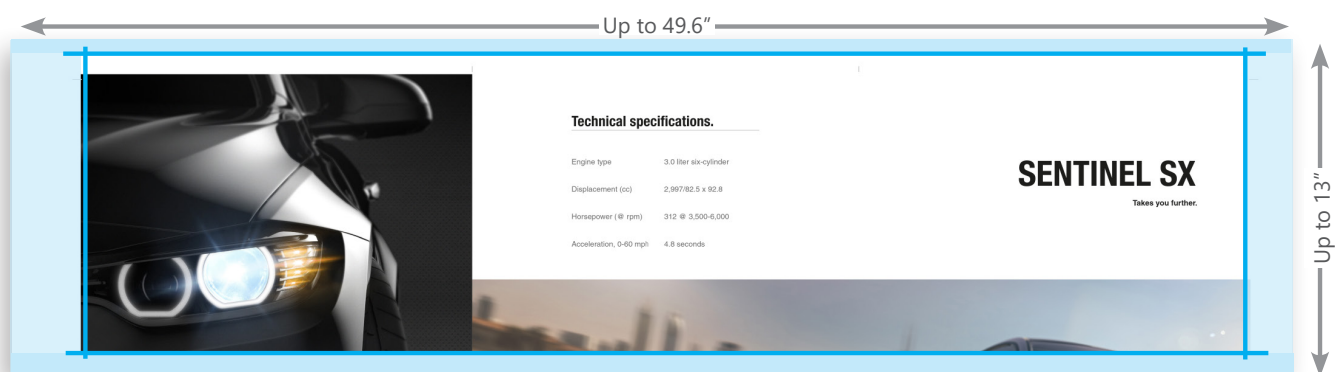 Up to 49.6"
Technical specifications.
Engine type 3.0 liter six-cylinder
Displacement (cc) 2,997/82.5 x 92.8
Horsepower (@ rpm) 312 @ 3,500-6,000
Acceleration, 0-60 mph 4.8 seconds
SENTINEL SX
Takes you further.
Up to 13"